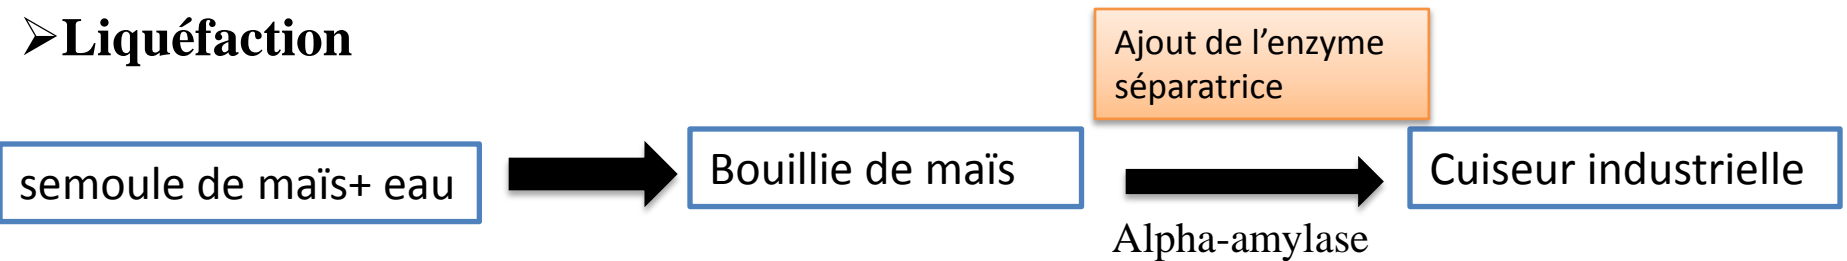 ➢Liquéfaction
Ajout de l’enzyme
séparatrice
semoule de maïs+ eau
Bouillie de maïs
Alpha-amylase
Cuiseur industrielle